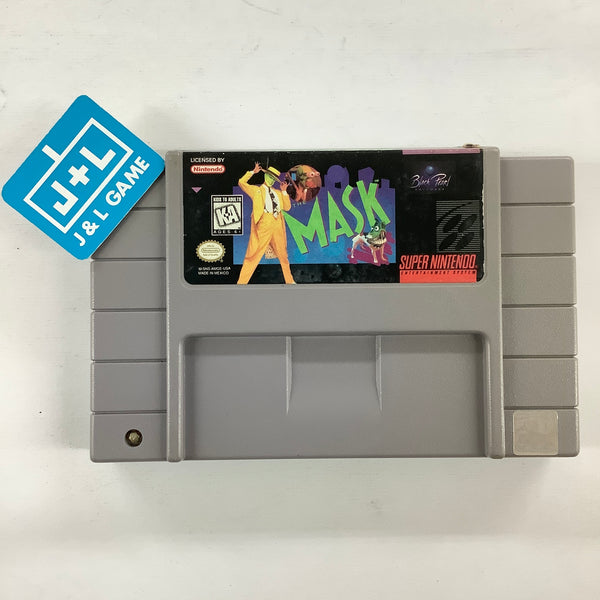 J+L
J & L GAME
LICENSED BY
Nintendo
KIDS TO ADULTS
K-A
AGES 6+
MASK
Black Pearl
SOFTWARE
SUPER NINTENDO
ENTERTAINMENT SYSTEM
MADE IN MEXICO